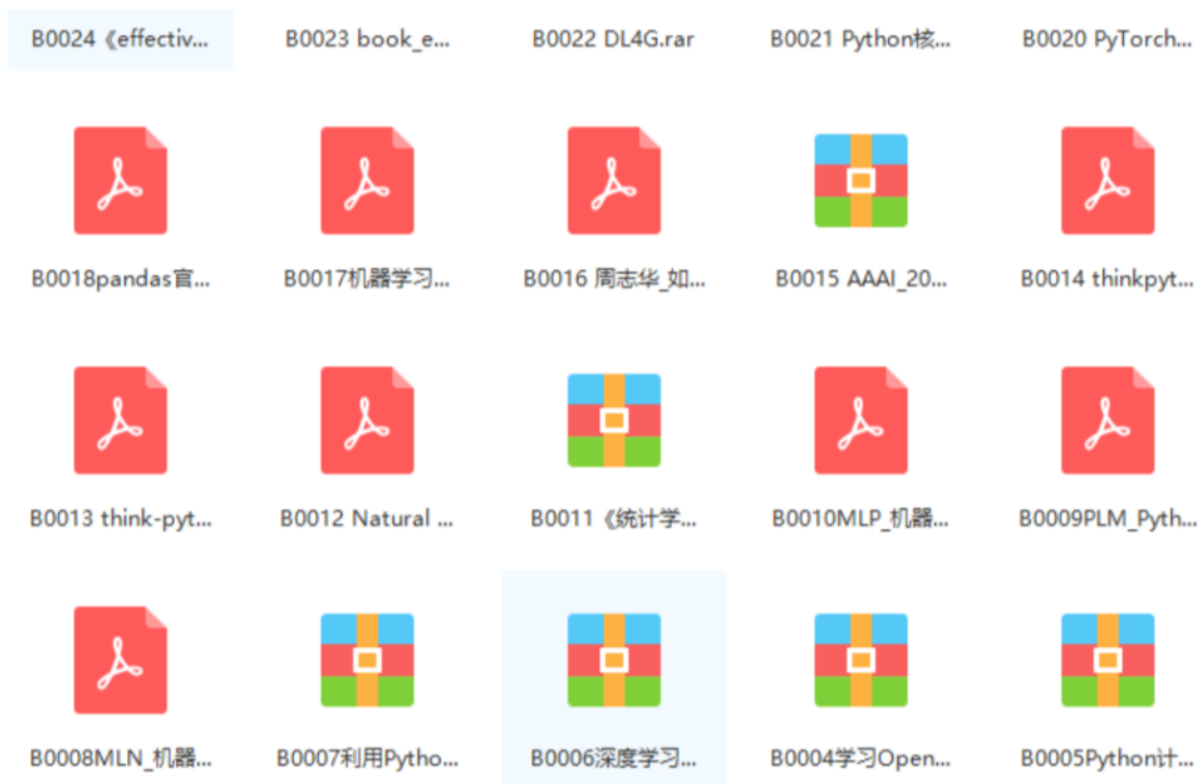 B0024《effectiv...
B0023 book_e...
B0022 DL4G.rar
B0021 Python核...
B0020 PyTorch...
B0018pandas官...
B0017机器学习...
B0016 周志华_如...
B0015 AAAI_20...
B0014 thinkpyt...
B0013 think-pyt...
B0012 Natural ...
B0011《统计学...
B0010MLP_机器...
B0009PLM_Pyth...
B0008MLN_机器...
B0007利用Pytho...
B0006深度学习...
B0004学习Open...
B0005Python计...